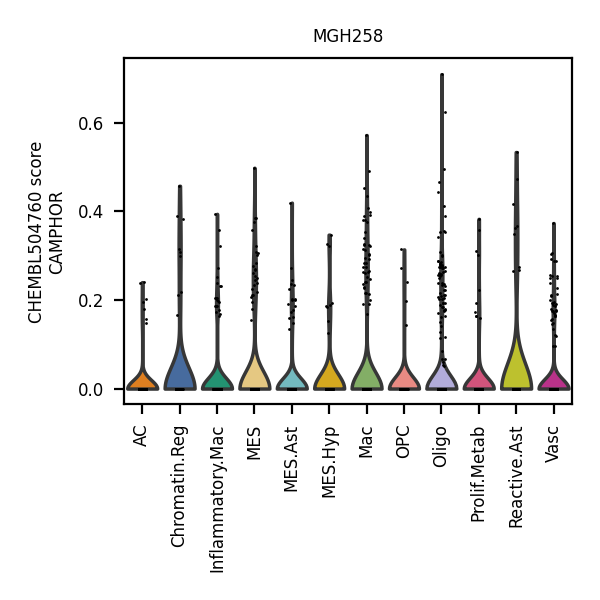 MGH258
CHEMBL504760 score
CAMPHOR
0.6
0.4
0.2
0.0
AC
Chromatin.Reg
Inflammatory.Mac
MES
MES.Ast
MES.Hyp
Mac
OPC
Oligo
Prolif.Metab
Reactive.Ast
Vasc